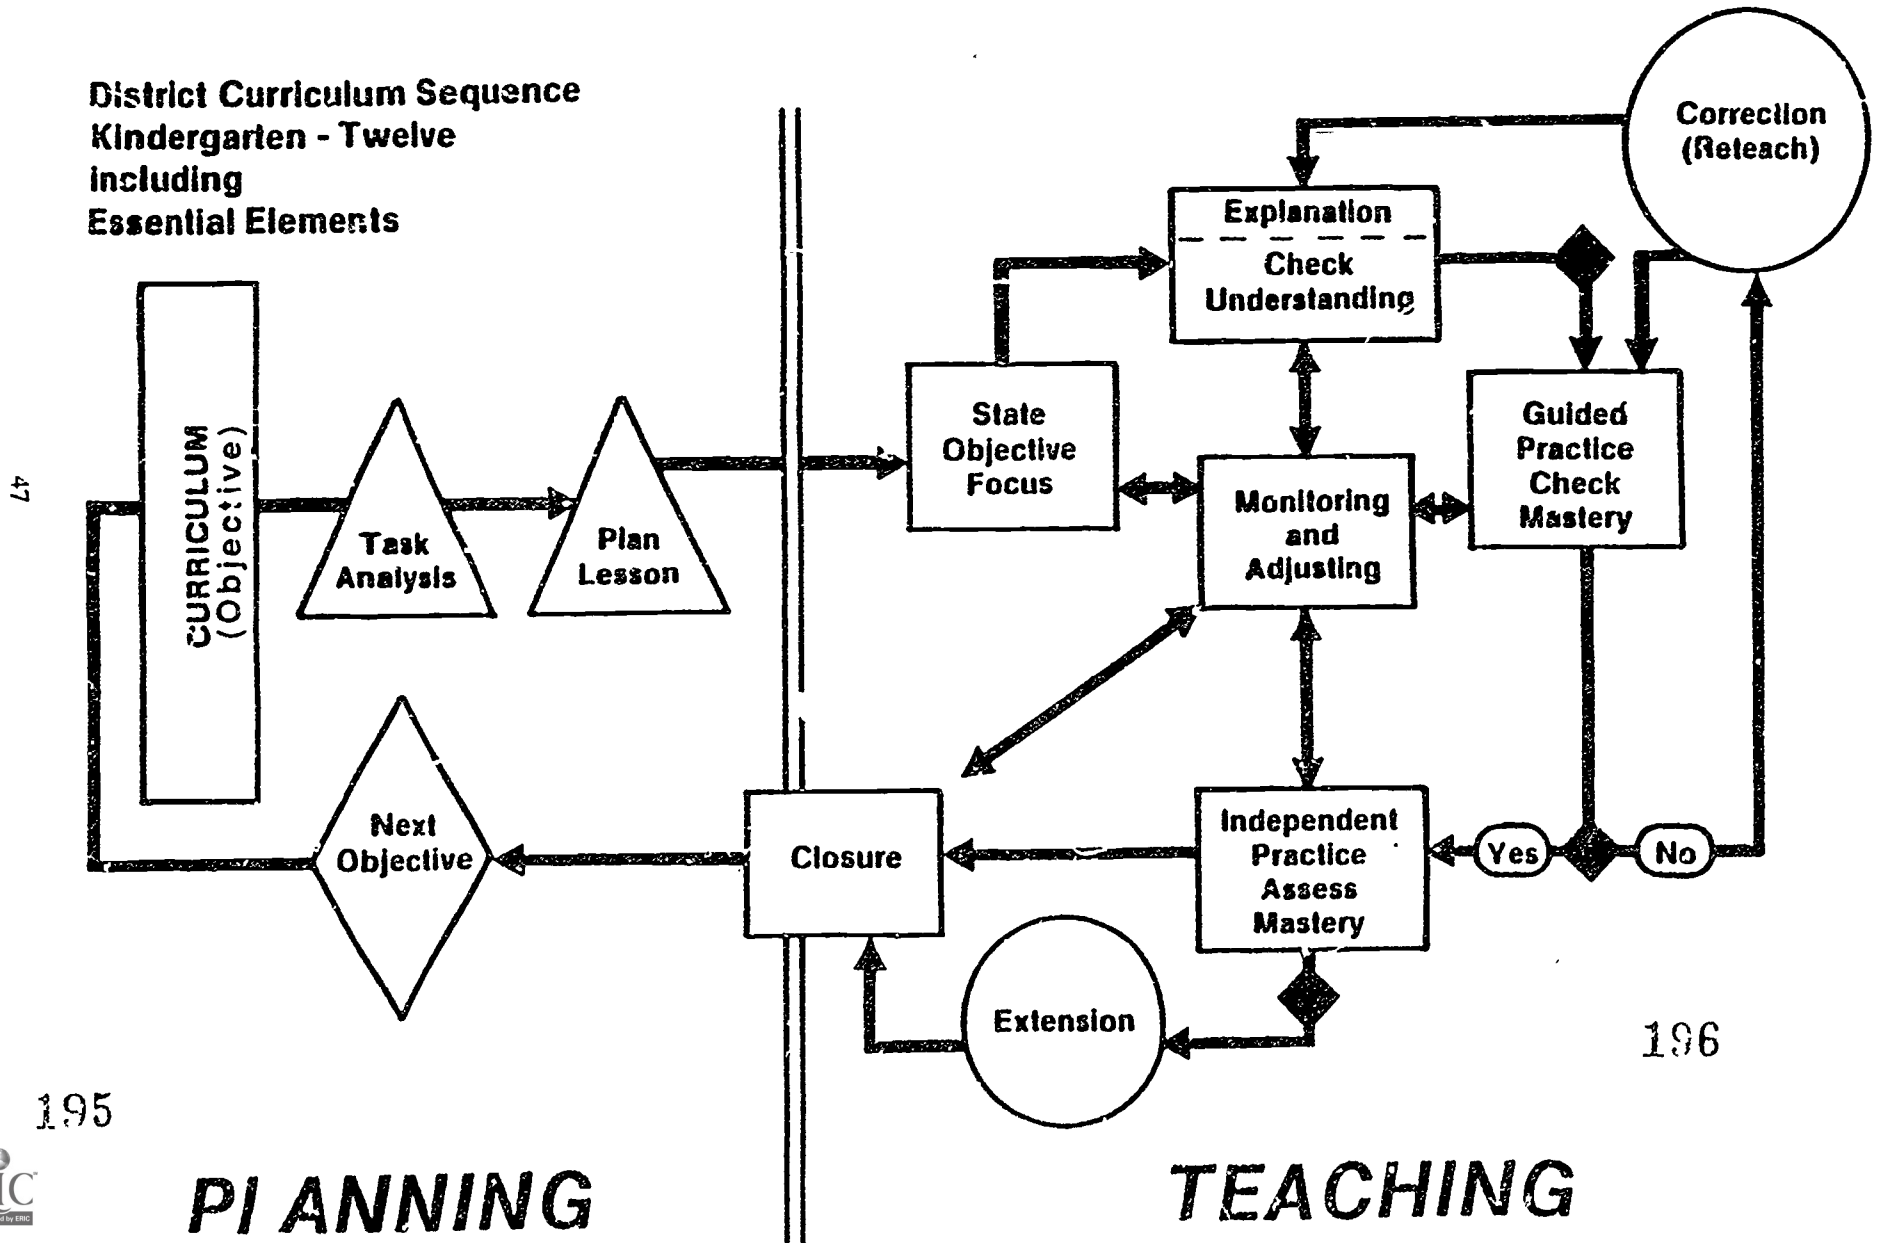 District Curriculum Sequence
Kindergarten - Twelve
including
Essential Elements
CURRICULUM
(Objective)
Task
Analysis
Plan
Lesson
Next
Objective
State
Objective
Focus
Explanation
Check
Understanding
Correction
(Reteach)
Guided
Practice
Check
Mastery
Monitoring
and
Adjusting
Independent
Practice
Assess
Mastery
Yes
No
Closure
Extension
47
195
196
PLANNING
TEACHING
by ERIC